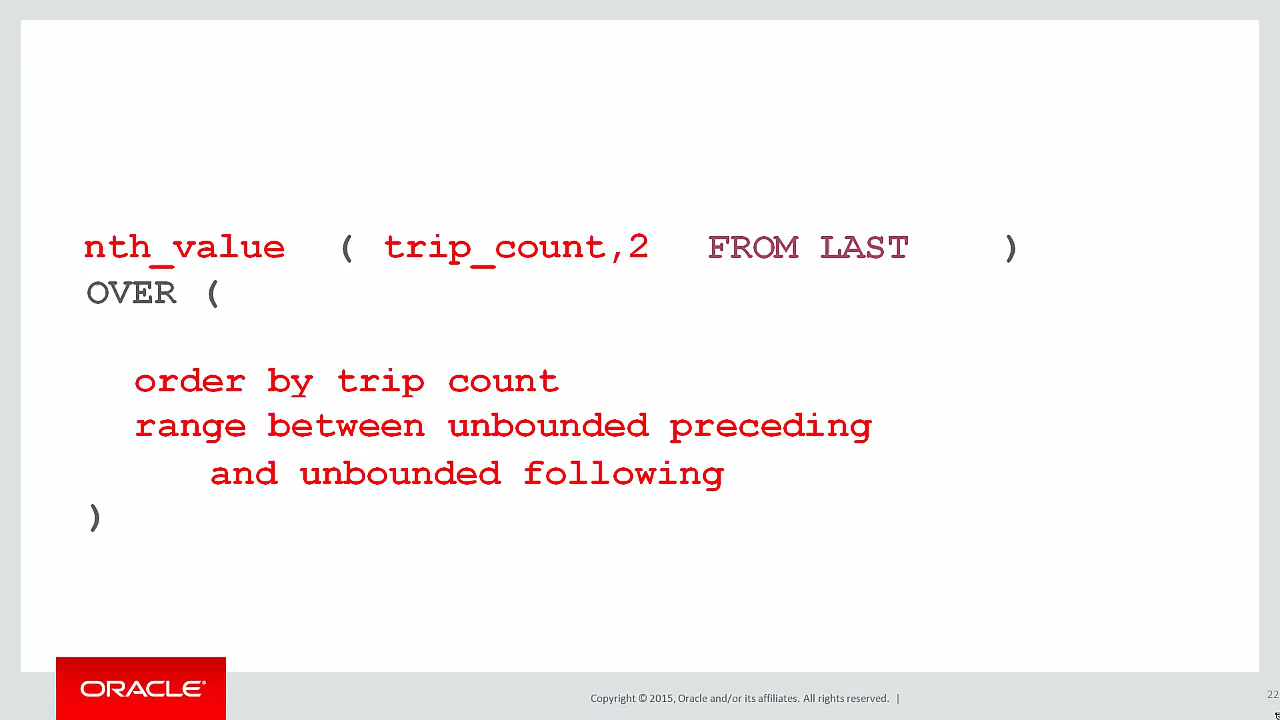 nth_value ( trip_count,2 FROM LAST )
OVER (
order by trip count
range between unbounded preceding
and unbounded following
)
ORACLE®
Copyright © 2015, Oracle and/or its affiliates. All rights reserved. |
22